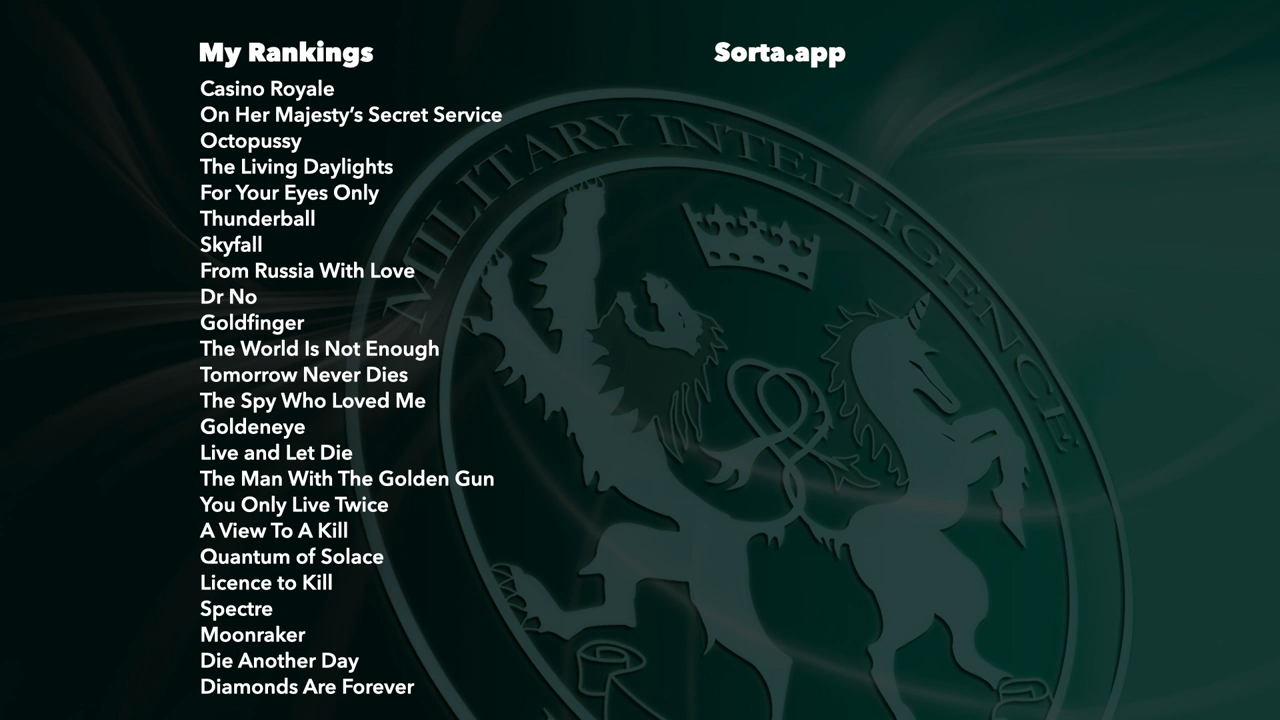 My Rankings
Sorta.app
Casino Royale
On Her Majesty’s Secret Service
Octopussy
The Living Daylights
For Your Eyes Only
Thunderball
Skyfall
From Russia With Love
Dr No
Goldfinger
The World Is Not Enough
Tomorrow Never Dies
The Spy Who Loved Me
Goldeneye
Live and Let Die
The Man With The Golden Gun
You Only Live Twice
A View To A Kill
Quantum of Solace
Licence to Kill
Spectre
Moonraker
Die Another Day
Diamonds Are Forever
MILITARY INTELLIGENCE